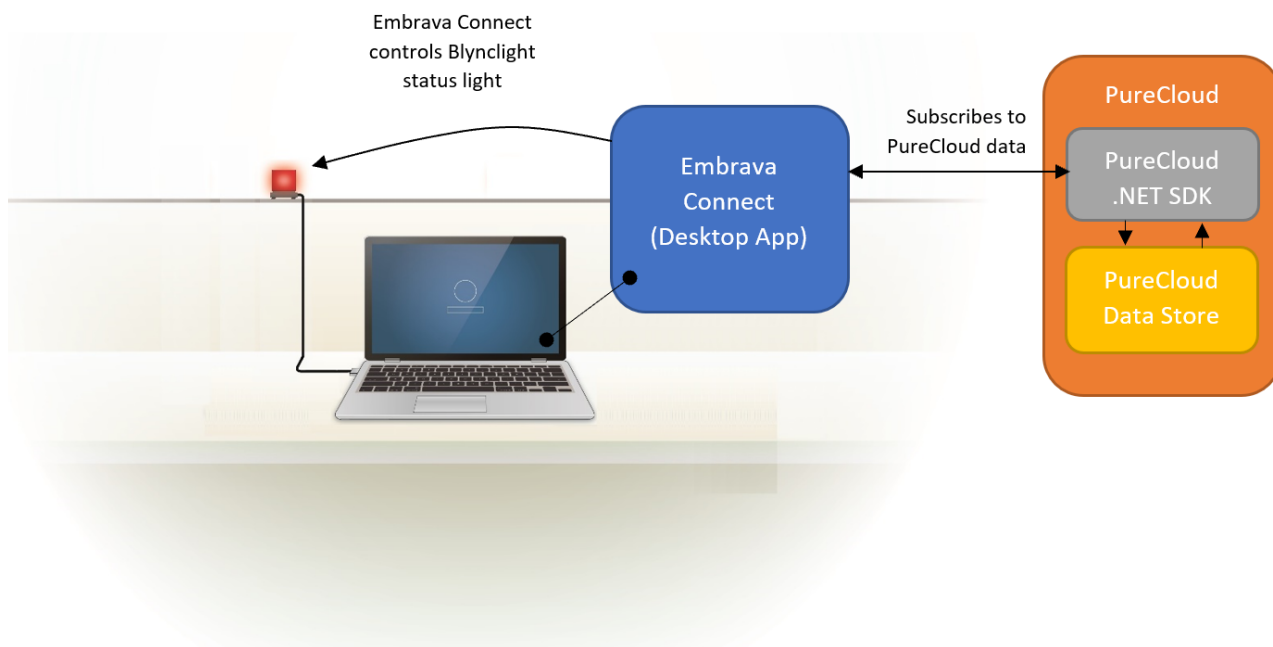 Embrava Connect
controls Blynclight
status light
Embrava
Connect
(Desktop App)
Subscribes to
PureCloud data
PureCloud
PureCloud
.NET SDK
PureCloud
Data Store